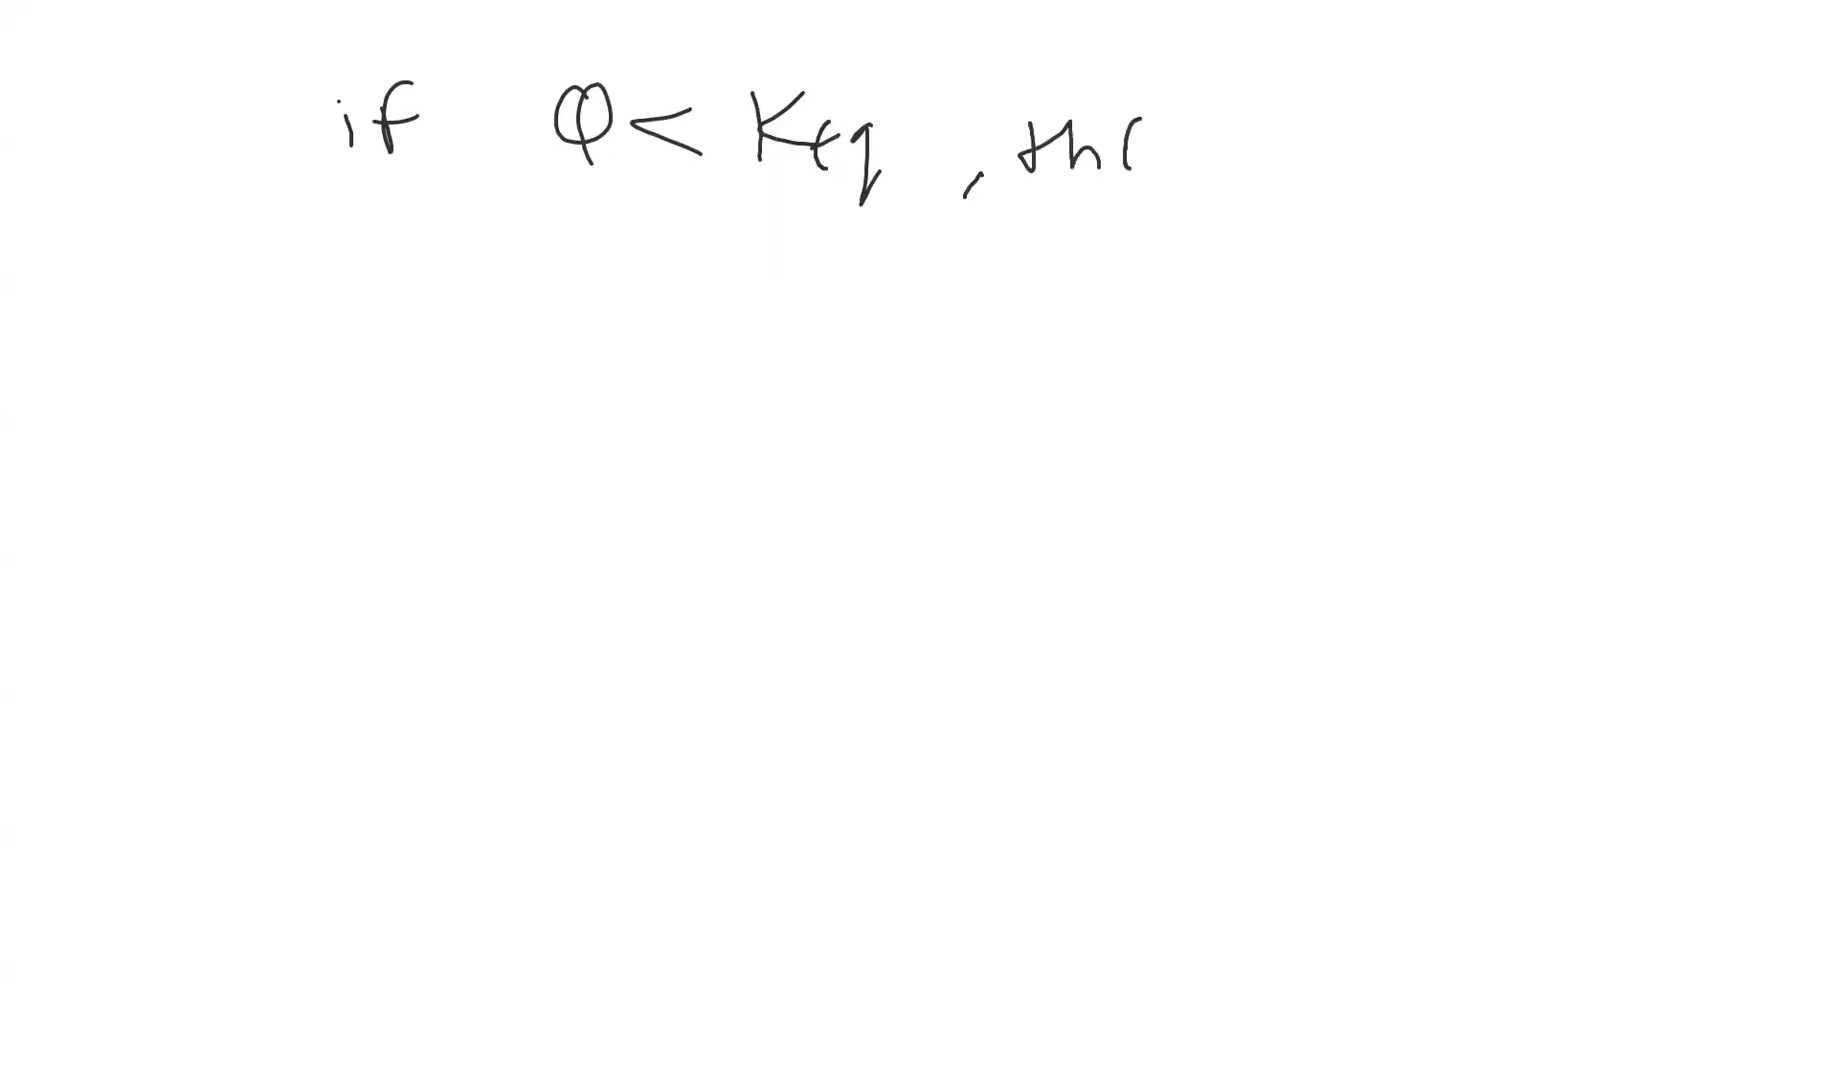 if Q < Keq , the